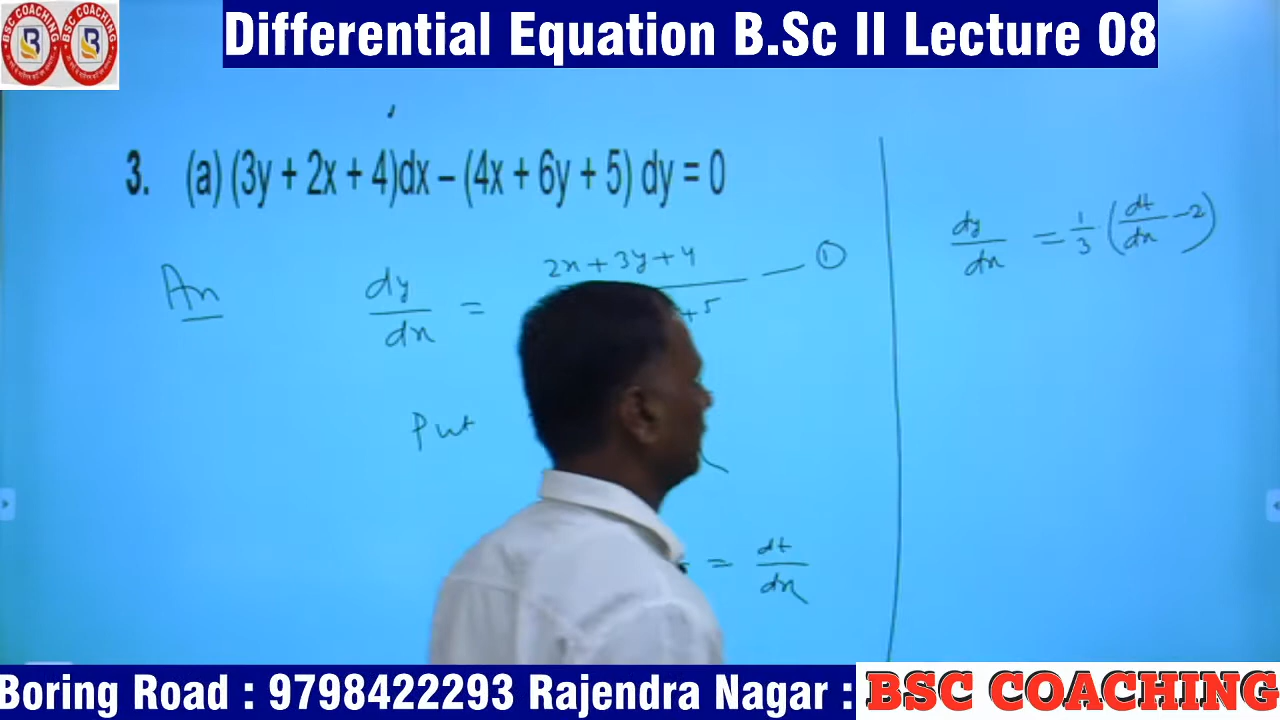 Differential Equation B.Sc II Lecture 08
BSC COACHING
BSC COACHING
3. (a) (3y + 2x + 4)dx – (4x + 6y + 5) dy = 0
An
dy/dx = 2x + 3y + 4 — ①
+ 5
Put
= dt/dx
dy/dx = 1/3 (dt/dx - 2)
Boring Road : 9798422293 Rajendra Nagar :
BSC COACHING